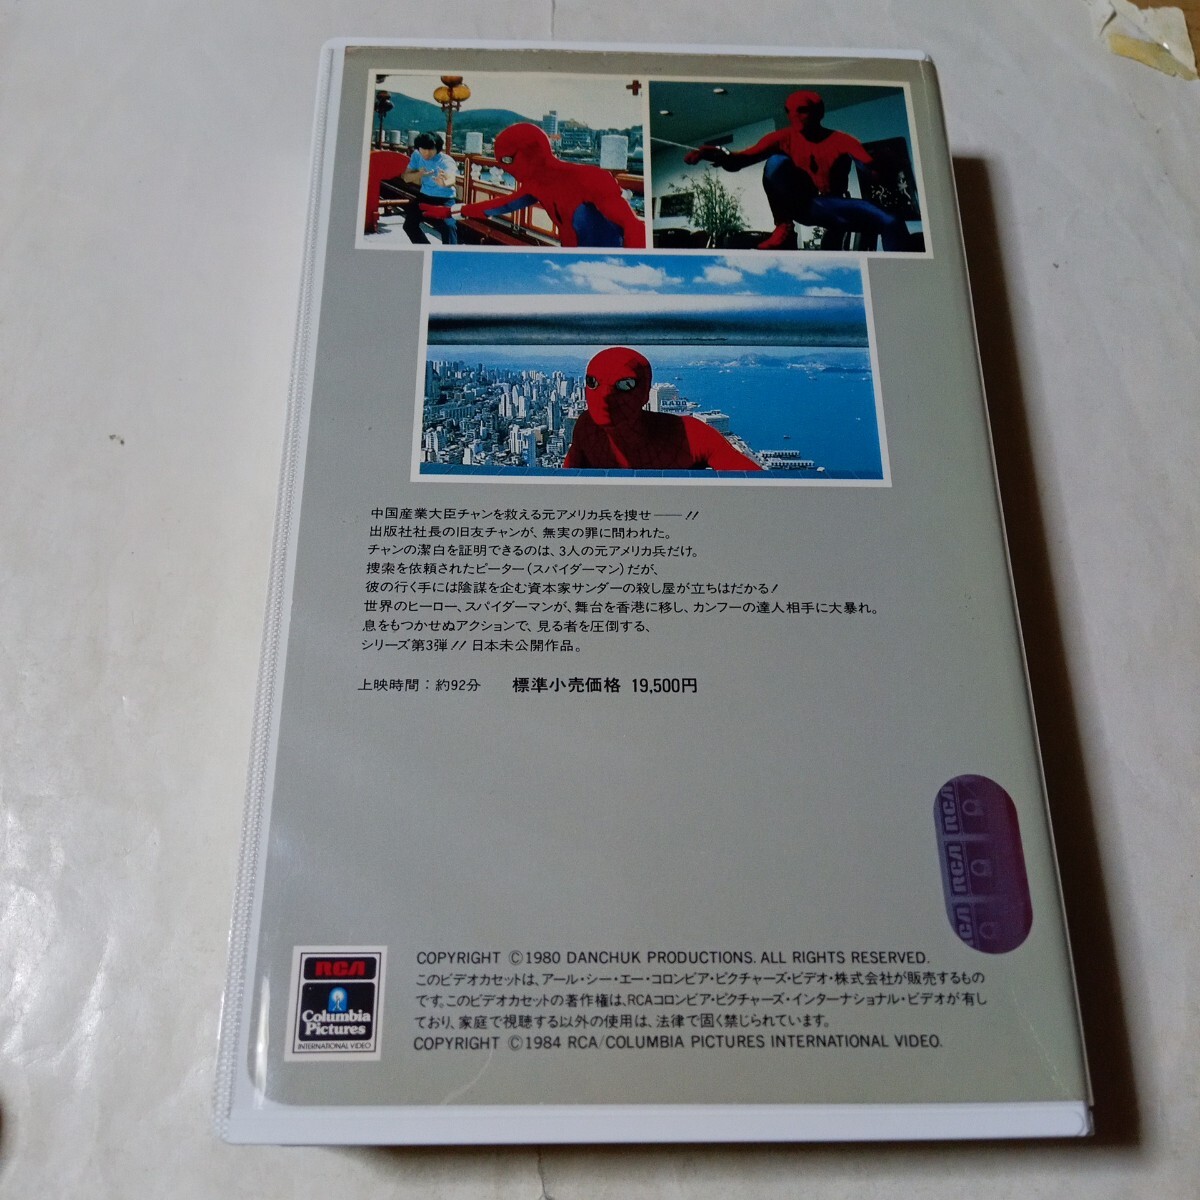 RADO
中国産業大臣チャンを救える元アメリカ兵を捜せ──!!
出版社社長の旧友チャンが、無実の罪に問われた。
チャンの潔白を証明できるのは、3人の元アメリカ兵だけ。
捜索を依頼されたピーター(スパイダーマン)だが、
彼の行く手には陰謀を企む資本家サンダーの殺し屋が立ちはだかる!
世界のヒーロー、スパイダーマンが、舞台を香港に移し、カンフーの達人相手に大暴れ。
息をもつかせぬアクションで、見る者を圧倒する、
シリーズ第3弾!! 日本未公開作品。
上映時間:約92分 標準小売価格 19,500円
RCA RCA
RCA
RCA
RCA
Columbia
Pictures
INTERNATIONAL VIDEO
COPYRIGHT ©1980 DANCHUK PRODUCTIONS. ALL RIGHTS RESERVED.
このビデオカセットは、アール・シー・エー・コロンビア・ピクチャーズ・ビデオ・株式会社が販売するもの
です。このビデオカセットの著作権は、RCAコロンビア・ピクチャーズ・インターナショナル・ビデオが有し
ており、家庭で視聴する以外の使用は、法律で固く禁じられています。
COPYRIGHT ©1984 RCA/COLUMBIA PICTURES INTERNATIONAL VIDEO.